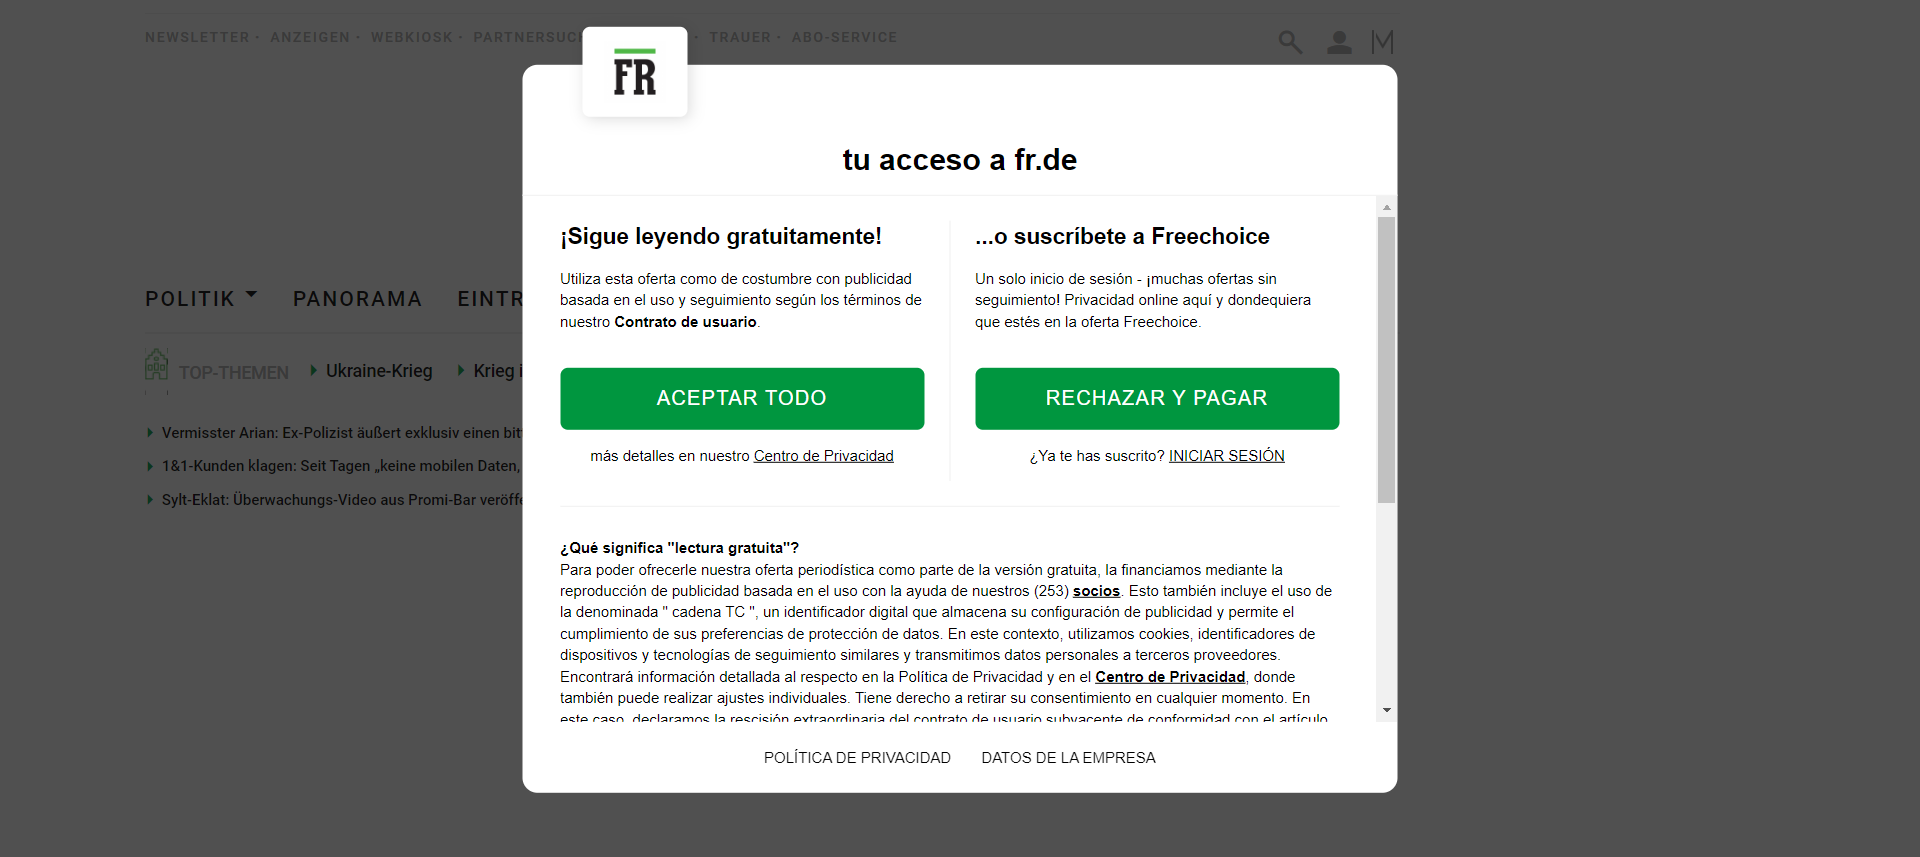 NEWSLETTER · ANZEIGEN · WEBKIOSK · PARTNERSUC · TRAUER · ABO-SERVICE
FR
tu acceso a fr.de
¡Sigue leyendo gratuitamente!
Utiliza esta oferta como de costumbre con publicidad
basada en el uso y seguimiento según los términos de
nuestro Contrato de usuario.
ACEPTAR TODO
más detalles en nuestro Centro de Privacidad
...o suscríbete a Freechoice
Un solo inicio de sesión - ¡muchas ofertas sin
seguimiento! Privacidad online aquí y dondequiera
que estés en la oferta Freechoice.
RECHAZAR Y PAGAR
¿Ya te has suscrito? INICIAR SESIÓN
¿Qué significa "lectura gratuita"?
Para poder ofrecerle nuestra oferta periodística como parte de la versión gratuita, la financiamos mediante la
reproducción de publicidad basada en el uso con la ayuda de nuestros (253) socios. Esto también incluye el uso de
la denominada " cadena TC ", un identificador digital que almacena su configuración de publicidad y permite el
cumplimiento de sus preferencias de protección de datos. En este contexto, utilizamos cookies, identificadores de
dispositivos y tecnologías de seguimiento similares y transmitimos datos personales a terceros proveedores.
Encontrará información detallada al respecto en la Política de Privacidad y en el Centro de Privacidad, donde
también puede realizar ajustes individuales. Tiene derecho a retirar su consentimiento en cualquier momento. En
este caso, declaramos la rescisión extraordinaria del contrato de usuario subyacente de conformidad con el artículo
POLÍTICA DE PRIVACIDAD DATOS DE LA EMPRESA
POLITIK PANORAMA EINTR
TOP-THEMEN Ukraine-Krieg Krieg i
Vermisster Arian: Ex-Polizist äußert exklusiv einen bit
1&1-Kunden klagen: Seit Tagen „keine mobilen Daten,
Sylt-Eklat: Überwachungs-Video aus Promi-Bar veröffe